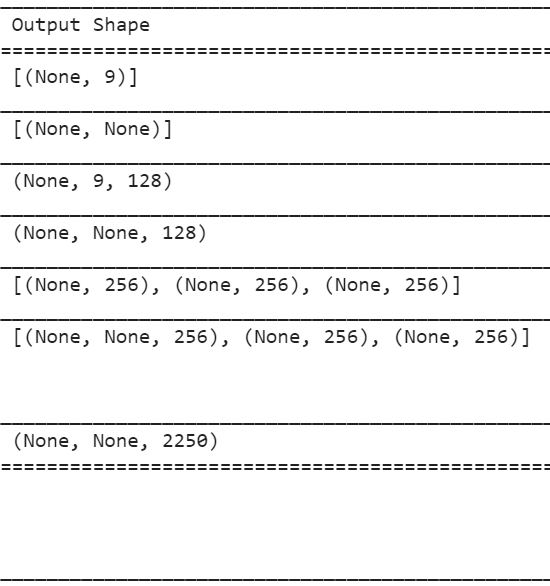 Output Shape
[(None, 9)]
[(None, None)]
(None, 9, 128)
(None, None, 128)
[(None, 256), (None, 256), (None, 256)]
[(None, None, 256), (None, 256), (None, 256)]
(None, None, 2250)